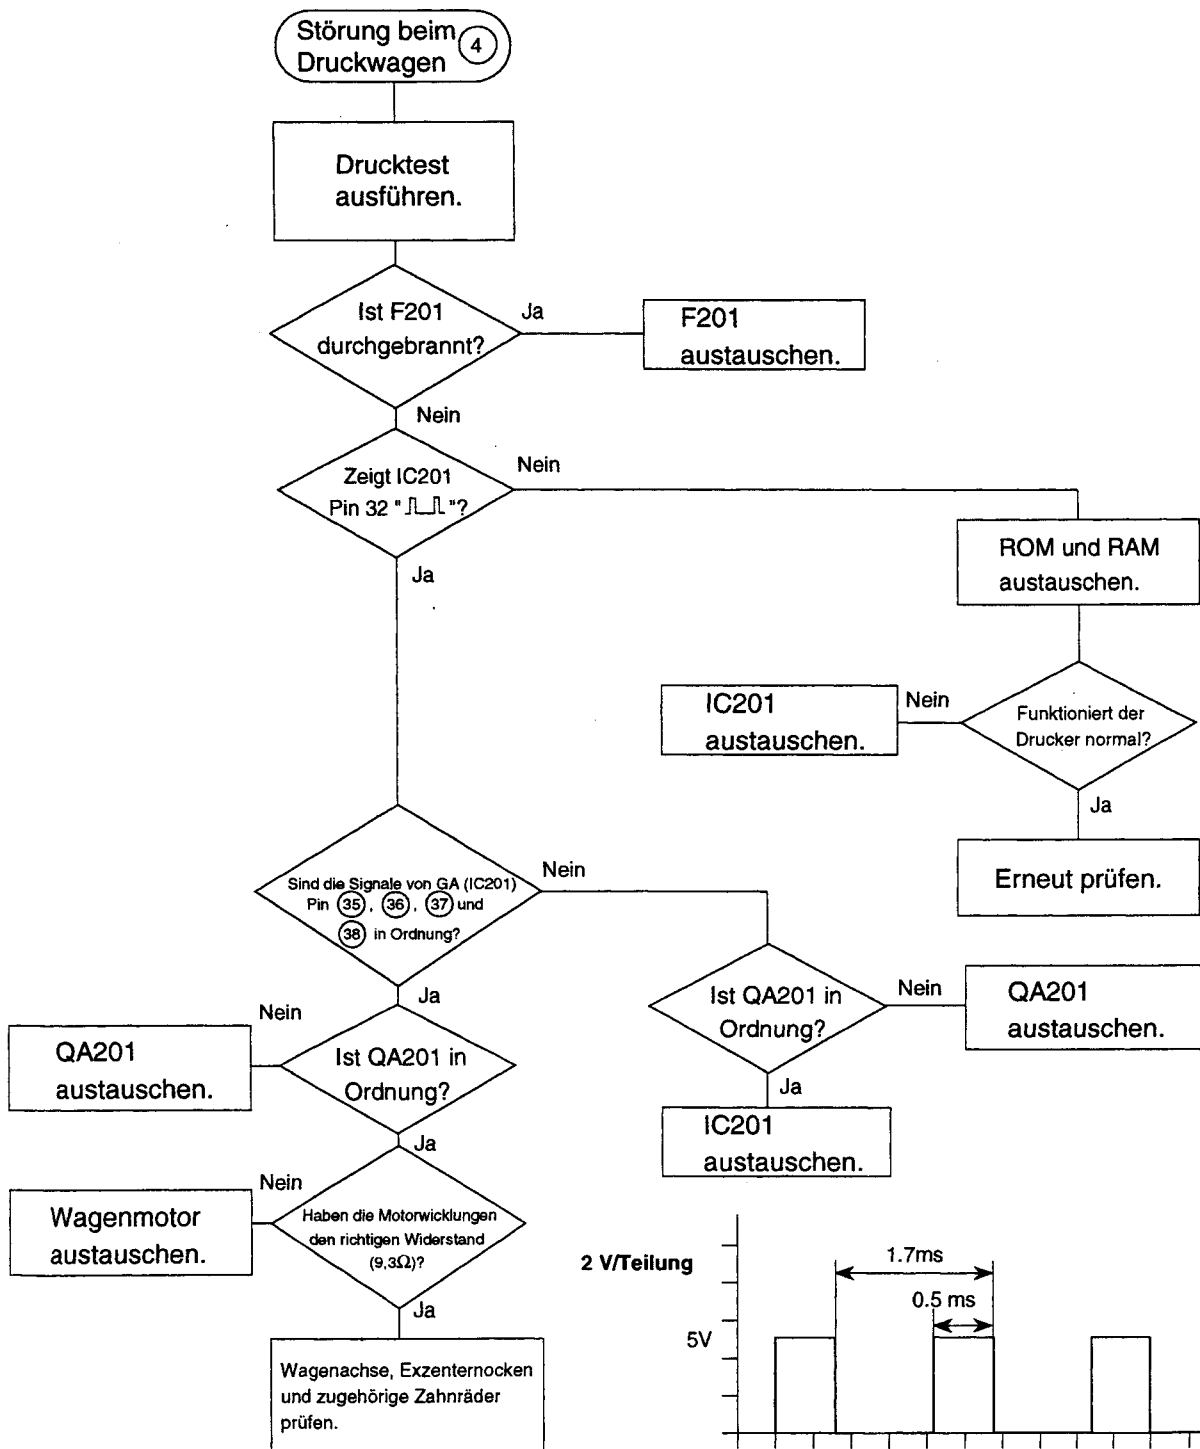 Störung beim
Druckwagen
4
Drucktest
ausführen.
Ist F201
durchgebrannt?
Ja
F201
austauschen.
Nein
Zeigt IC201
Pin 32 " "?
Nein
Ja
ROM und RAM
austauschen.
Funktioniert der
Drucker normal?
Nein
IC201
austauschen.
Ja
Erneut prüfen.
Sind die Signale von GA (IC201)
Pin 35, 36, 37 und
38 in Ordnung?
Nein
Ja
Ist QA201 in
Ordnung?
Nein
QA201
austauschen.
Ja
IC201
austauschen.
Ist QA201 in
Ordnung?
Nein
QA201
austauschen.
Ja
Haben die Motorwicklungen
den richtigen Widerstand
(9,3Ω)?
Nein
Wagenmotor
austauschen.
Ja
Wagenachse, Exzenternocken
und zugehörige Zahnräder
prüfen.
2 V/Teilung
1.7ms
0.5 ms
5V